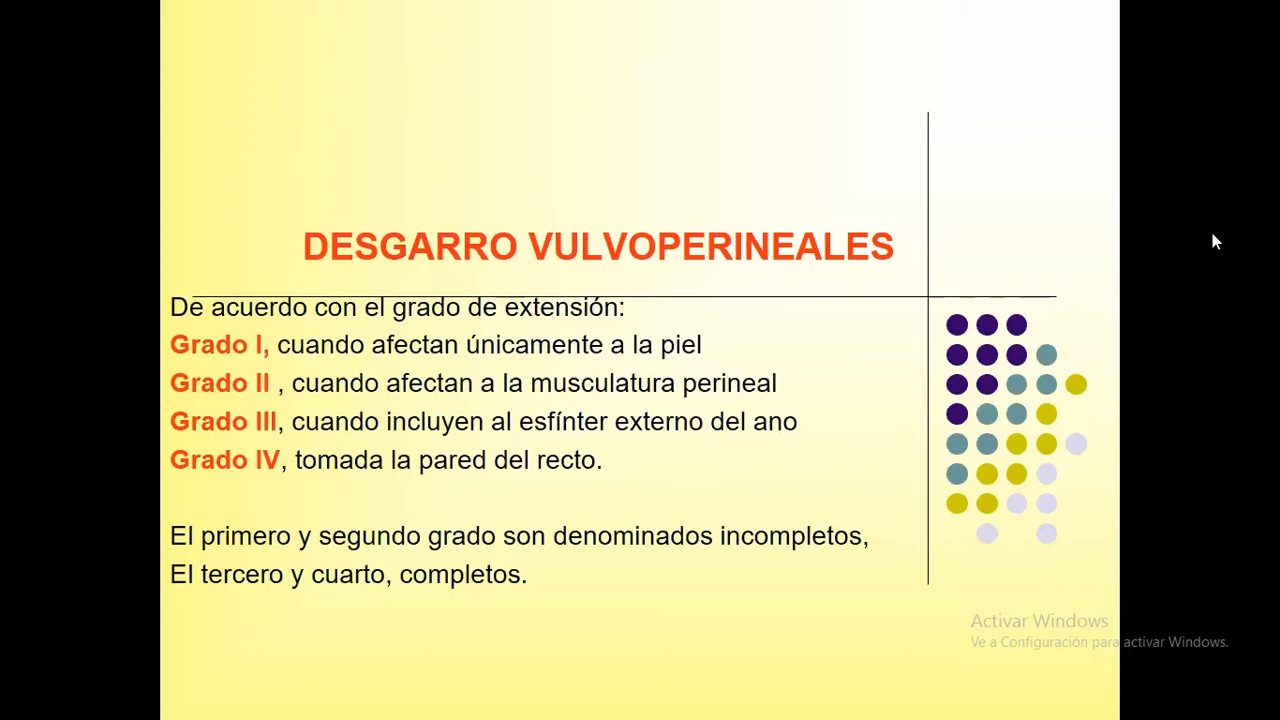 DESGARRO VULVOPERINEALES
De acuerdo con el grado de extensión:
Grado I, cuando afectan únicamente a la piel
Grado II , cuando afectan a la musculatura perineal
Grado III, cuando incluyen al esfínter externo del ano
Grado IV, tomada la pared del recto.
El primero y segundo grado son denominados incompletos,
El tercero y cuarto, completos.
Activar Windows
Ve a Configuración para activar Windows.